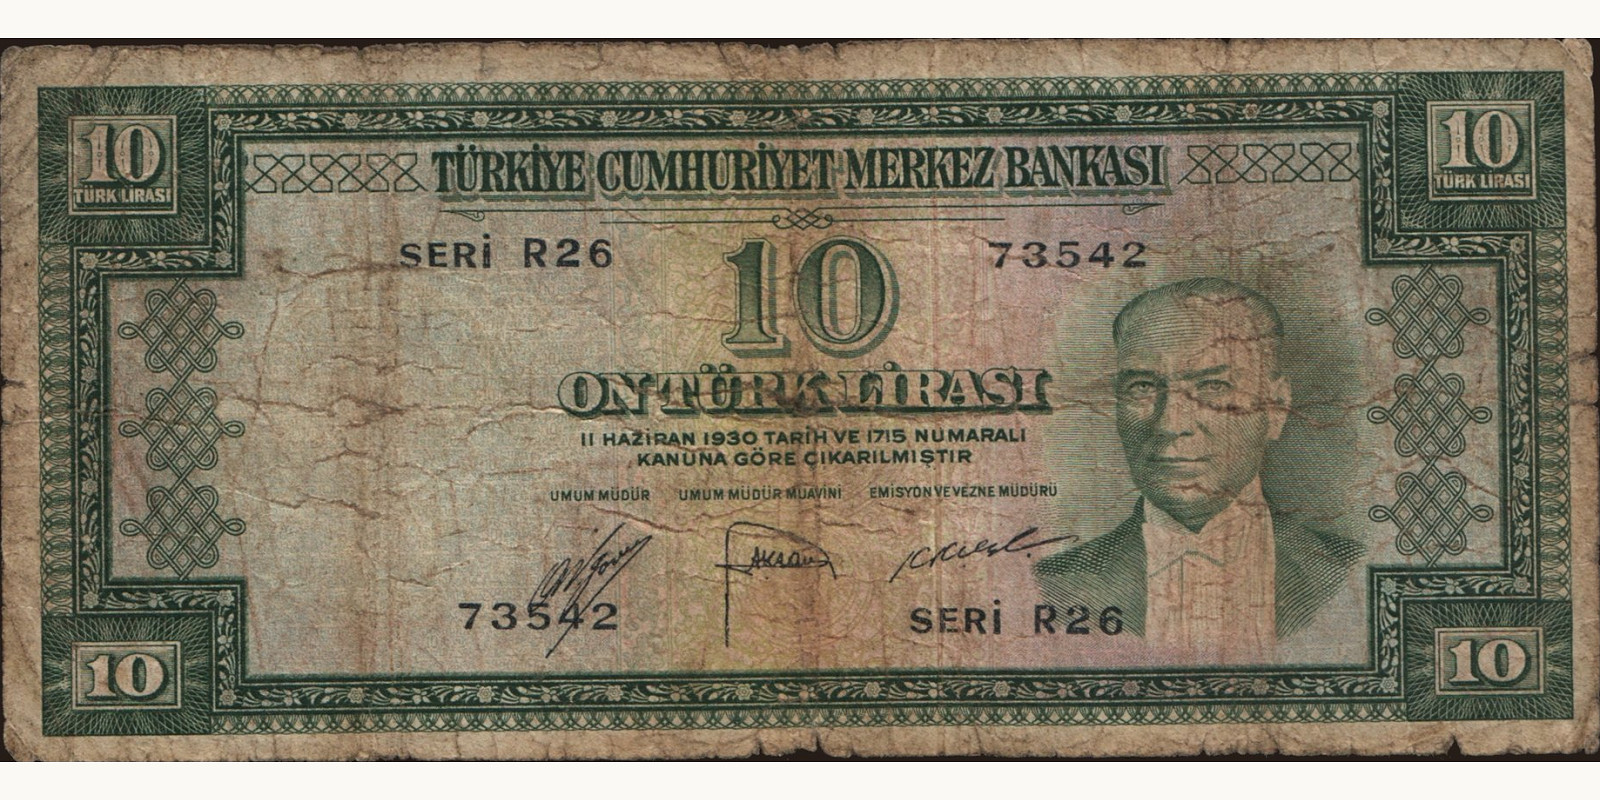 10 10
TÜRK LİRASI TÜRK LİRASI
TÜRKİYE CUMHURİYET MERKEZ BANKASI
SERİ R26 73542
10
ON TÜRK LİRASI
11 HAZİRAN 1930 TARİH VE 1715 NUMARALI
KANUNA GÖRE ÇIKARILMIŞTIR
UMUM MÜDÜR UMUM MÜDÜR MUAVİNİ EMİSYON VE VEZNE MÜDÜRÜ
73542 SERİ R26
10 10